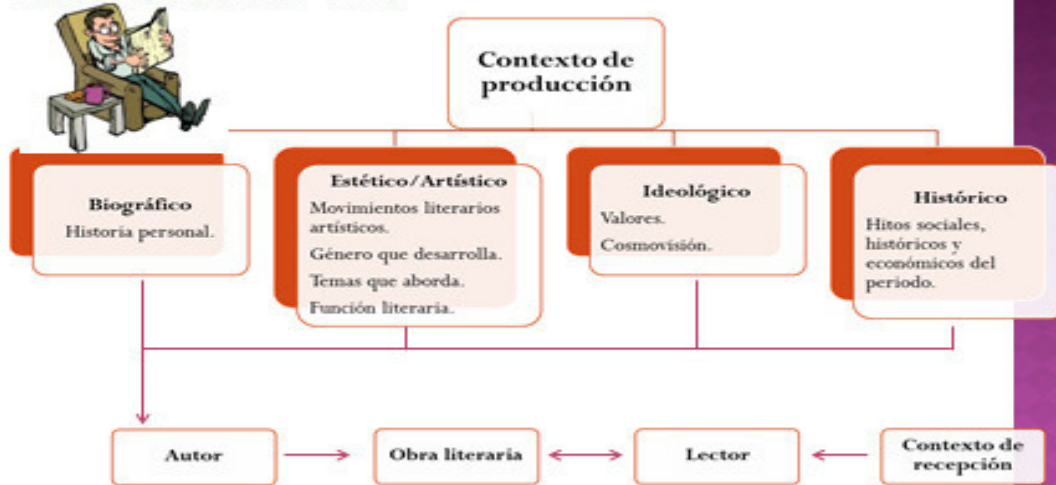 Contexto de
producción
Biográfico
Historia personal.
Estético/Artístico
Movimientos literarios
artísticos.
Género que desarrolla.
Temas que aborda.
Función literaria.
Ideológico
Valores.
Cosmovisión.
Histórico
Hitos sociales,
históricos y
económicos del
periodo.
Autor
Obra literaria
Lector
Contexto de
recepción